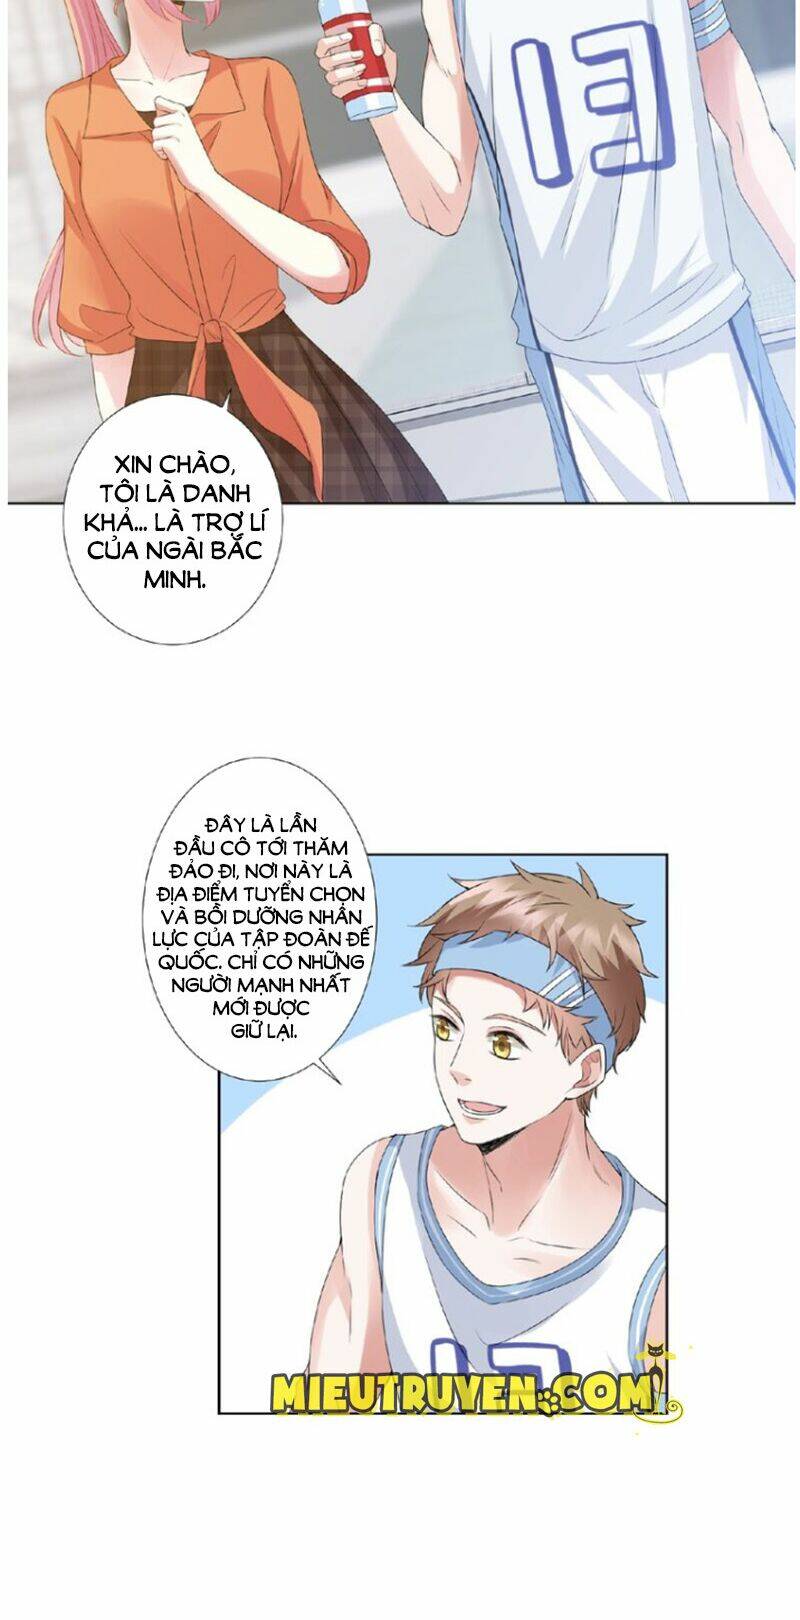 13
XIN CHÀO,
TÔI LÀ DANH
KHẢ... LÀ TRỢ LÍ
CỦA NGÀI BẮC
MINH.
ĐÂY LÀ LẦN
ĐẦU CÔ TỚI THĂM
ĐẢO ĐI, NƠI NÀY LÀ
ĐỊA ĐIỂM TUYỂN CHỌN
VÀ BỒI DƯỠNG NHÂN
LỰC CỦA TẬP ĐOÀN ĐẾ
QUỐC. CHỈ CÓ NHỮNG
NGƯỜI MẠNH NHẤT
MỚI ĐƯỢC
GIỮ LẠI.
13
MIEUTRUYEN.COM